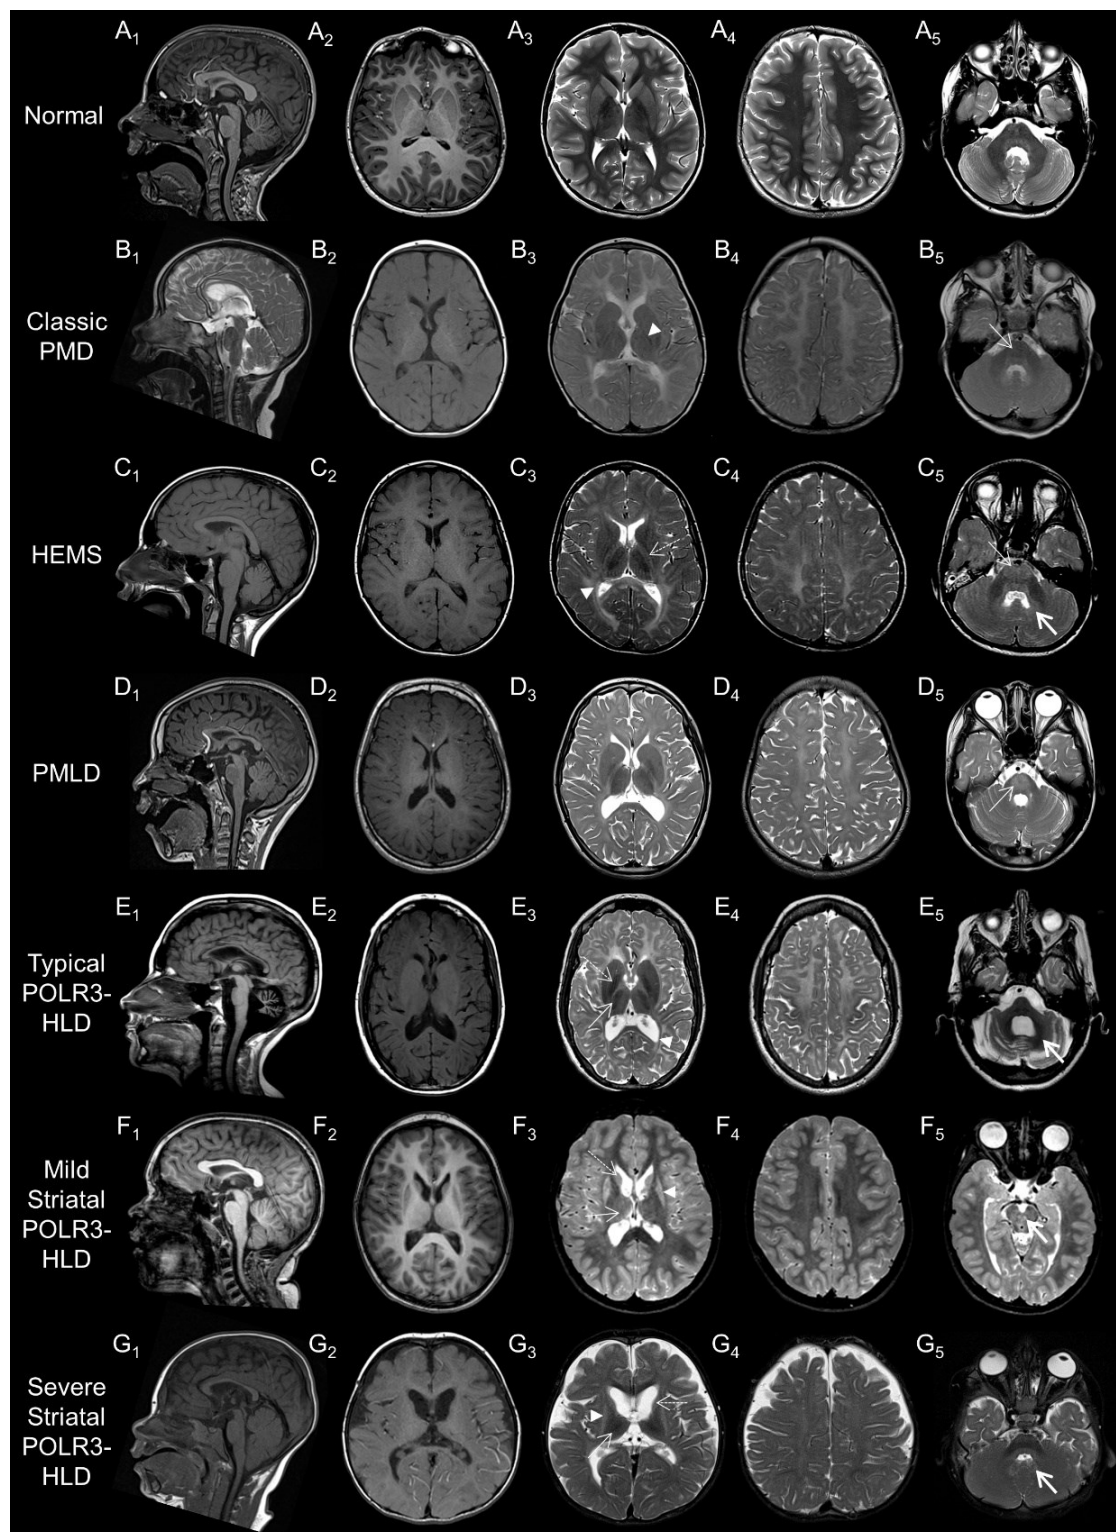 A1 A2 A3 A4 A5
Normal
B1 B2 B3 B4 B5
Classic
PMD
C1 C2 C3 C4 C5
HEMS
D1 D2 D3 D4 D5
PMLD
E1 E2 E3 E4 E5
Typical
POLR3-
HLD
F1 F2 F3 F4 F5
Mild
Striatal
POLR3-
HLD
G1 G2 G3 G4 G5
Severe
Striatal
POLR3-
HLD